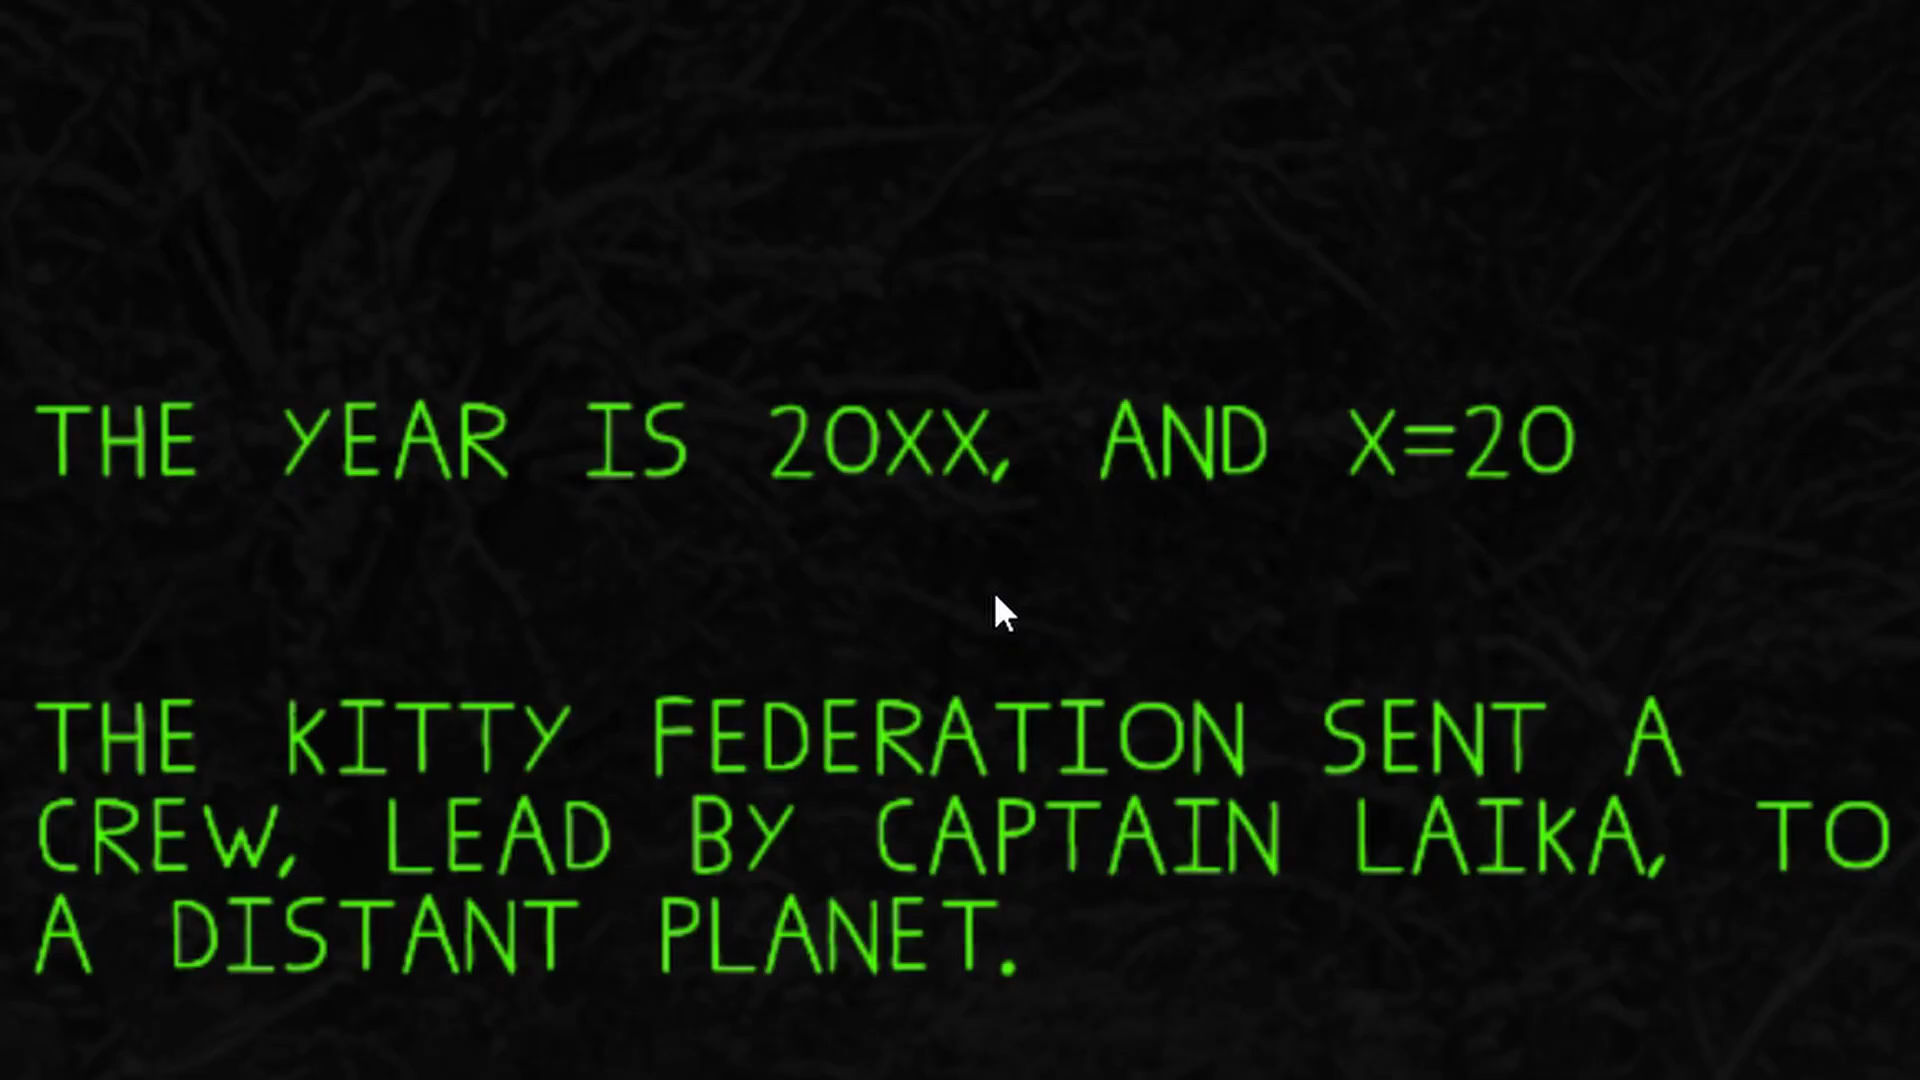 THE YEAR IS 20XX, AND X=20
THE KITTY FEDERATION SENT A
CREW, LEAD BY CAPTAIN LAIKA, TO
A DISTANT PLANET.